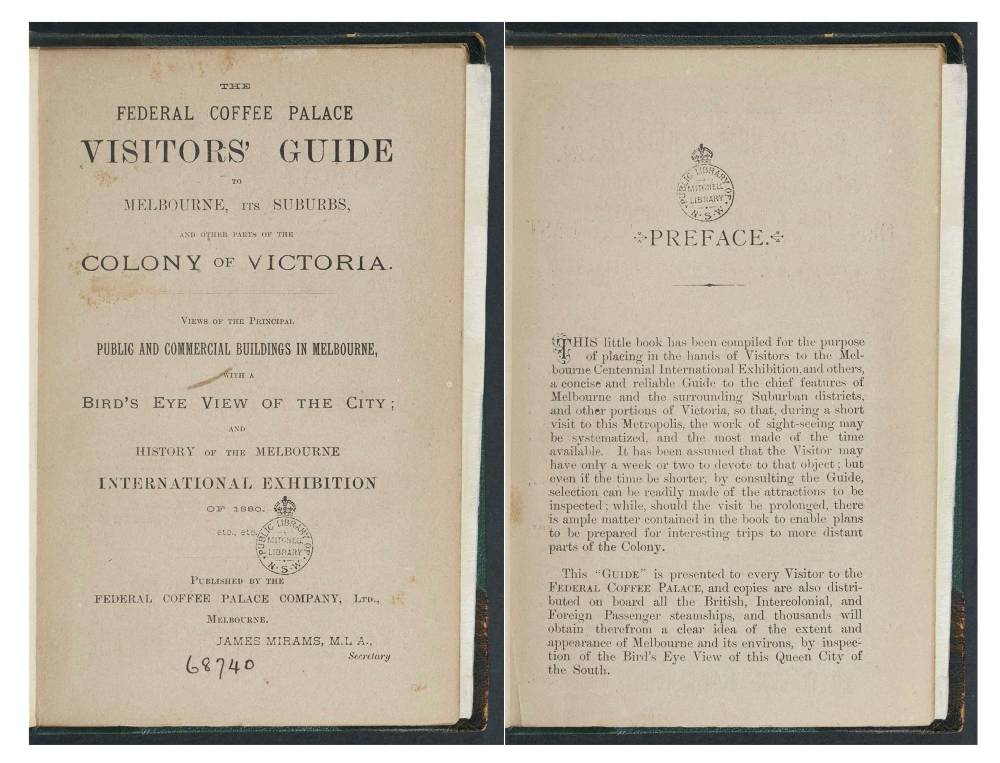 THE
FEDERAL COFFEE PALACE
VISITORS' GUIDE
TO
MELBOURNE, ITS SUBURBS,
AND OTHER PARTS OF THE
COLONY OF VICTORIA.
VIEWS OF THE PRINCIPAL
PUBLIC AND COMMERCIAL BUILDINGS IN MELBOURNE,
WITH A
BIRD'S EYE VIEW OF THE CITY;
AND
HISTORY OF THE MELBOURNE
INTERNATIONAL EXHIBITION
OF 1880.
etc., etc.
PUBLIC LIBRARY OF
MITCHELL
LIBRARY
N·S·W
PUBLISHED BY THE
FEDERAL COFFEE PALACE COMPANY, LTD.,
MELBOURNE.
JAMES MIRAMS, M.L A.,
Secretary
68740
PUBLIC LIBRARY OF
MITCHELL
LIBRARY
N·S·W
PREFACE.
THIS little book has been compiled for the purpose
of placing in the hands of Visitors to the Mel-
bourne Centennial International Exhibition, and others,
a concise and reliable Guide to the chief features of
Melbourne and the surrounding Suburban districts,
and other portions of Victoria, so that, during a short
visit to this Metropolis, the work of sight-seeing may
be systematized, and the most made of the time
available. It has been assumed that the Visitor may
have only a week or two to devote to that object; but
even if the time be shorter, by consulting the Guide,
selection can be readily made of the attractions to be
inspected; while, should the visit be prolonged, there
is ample matter contained in the book to enable plans
to be prepared for interesting trips to more distant
parts of the Colony.
This "GUIDE" is presented to every Visitor to the
FEDERAL COFFEE PALACE, and copies are also distri-
buted on board all the British, Intercolonial, and
Foreign Passenger steamships, and thousands will
obtain therefrom a clear idea of the extent and
appearance of Melbourne and its environs, by inspec-
tion of the Bird's Eye View of this Queen City of
the South.